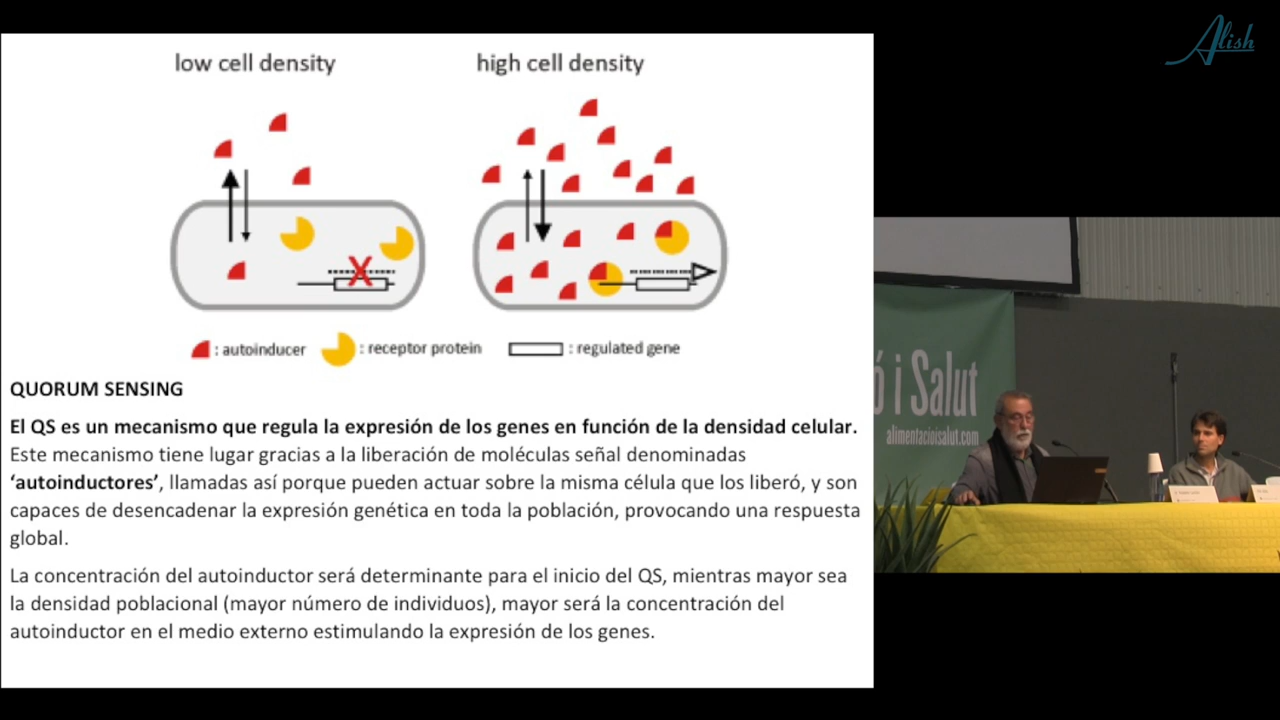 low cell density
high cell density
X
: autoinducer
: receptor protein
: regulated gene
QUORUM SENSING
El QS es un mecanismo que regula la expresión de los genes en función de la densidad celular.
Este mecanismo tiene lugar gracias a la liberación de moléculas señal denominadas
‘autoinductores’, llamadas así porque pueden actuar sobre la misma célula que los liberó, y son
capaces de desencadenar la expresión genética en toda la población, provocando una respuesta
global.
La concentración del autoinductor será determinante para el inicio del QS, mientras mayor sea
la densidad poblacional (mayor número de individuos), mayor será la concentración del
autoinductor en el medio externo estimulando la expresión de los genes.
Alish
ó i Salut
alimentacioisalut.com